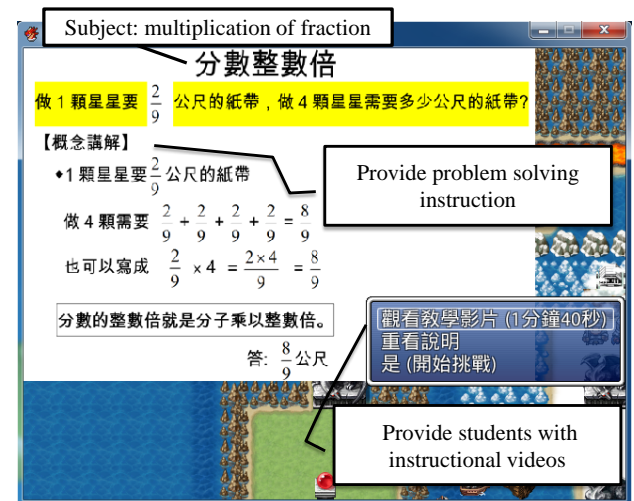 Subject: multiplication of fraction
分數整數倍
做 1 顆星星要 2/9 公尺的紙帶，做 4 顆星星需要多少公尺的紙帶?
【概念講解】
◆1 顆星星要 2/9 公尺的紙帶
做 4 顆需要 2/9 + 2/9 + 2/9 + 2/9 = 8/9
也可以寫成 2/9 × 4 = 2×4/9 = 8/9
分數的整數倍就是分子乘以整數倍。
答: 8/9 公尺
Provide problem solving
instruction
觀看教學影片 (1分鐘40秒)
重看說明
是 (開始挑戰)
Provide students with
instructional videos